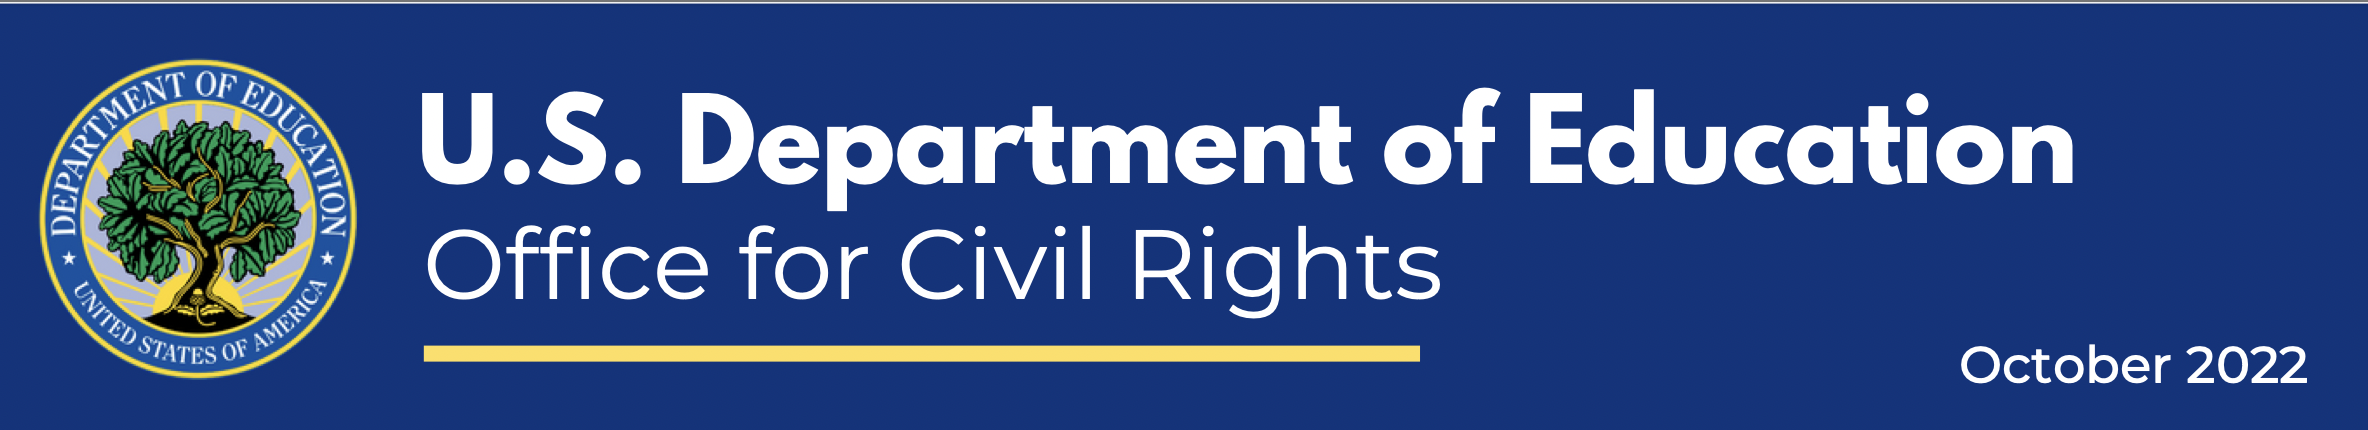 DEPARTMENT OF EDUCATION
UNITED STATES OF AMERICA
U.S. Department of Education
Office for Civil Rights
October 2022